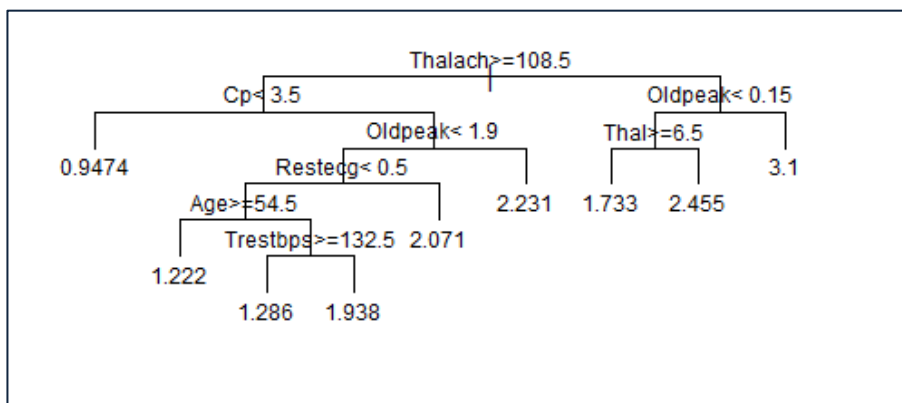 Thalach>=108.5
Cp< 3.5
Oldpeak< 0.15
Oldpeak< 1.9
Thal>=6.5
0.9474
Restecg< 0.5
3.1
Age>=54.5
2.231
1.733
2.455
Trestbps>=132.5
2.071
1.222
1.286
1.938